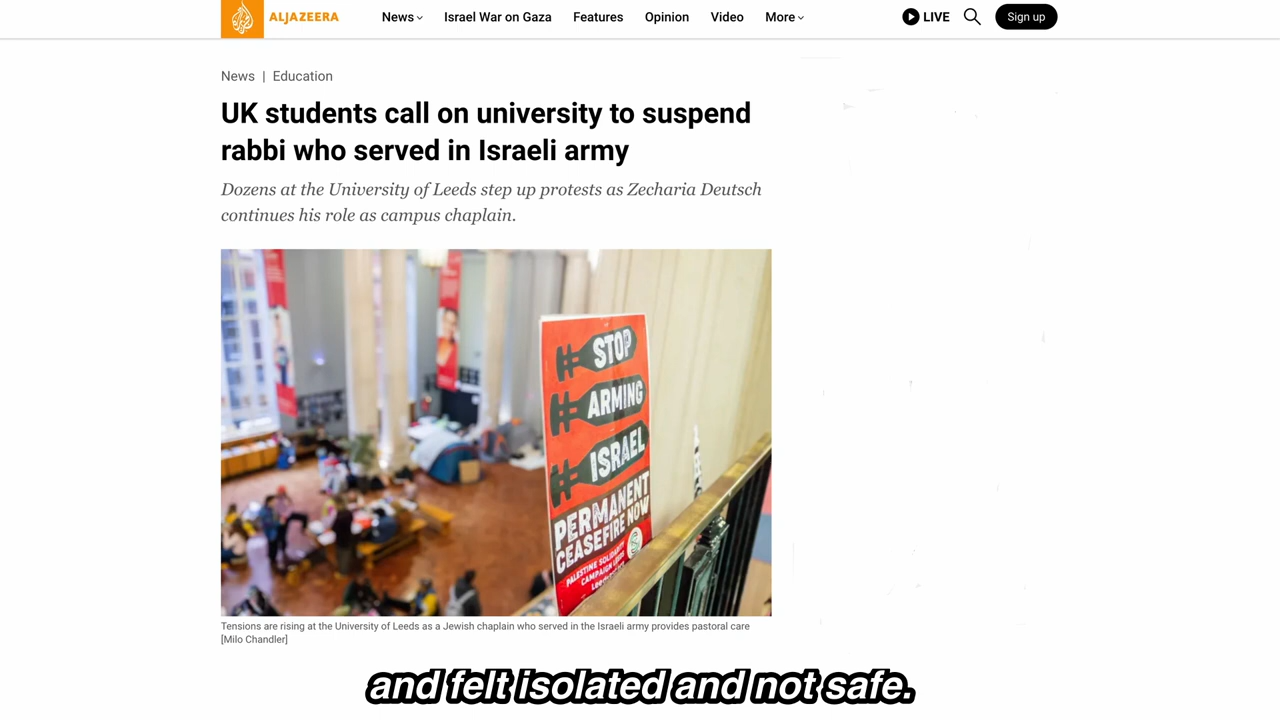 ALJAZEERA
News
Israel War on Gaza
Features
Opinion
Video
More
LIVE
Sign up
News | Education
UK students call on university to suspend
rabbi who served in Israeli army
Dozens at the University of Leeds step up protests as Zecharia Deutsch
continues his role as campus chaplain.
STOP
ARMING
ISRAEL
PERMANENT
CEASEFIRE NOW
PALESTINE SOLIDARITY
CAMPAIGN LEEDS
Tensions are rising at the University of Leeds as a Jewish chaplain who served in the Israeli army provides pastoral care
[Milo Chandler]
and felt isolated and not safe.